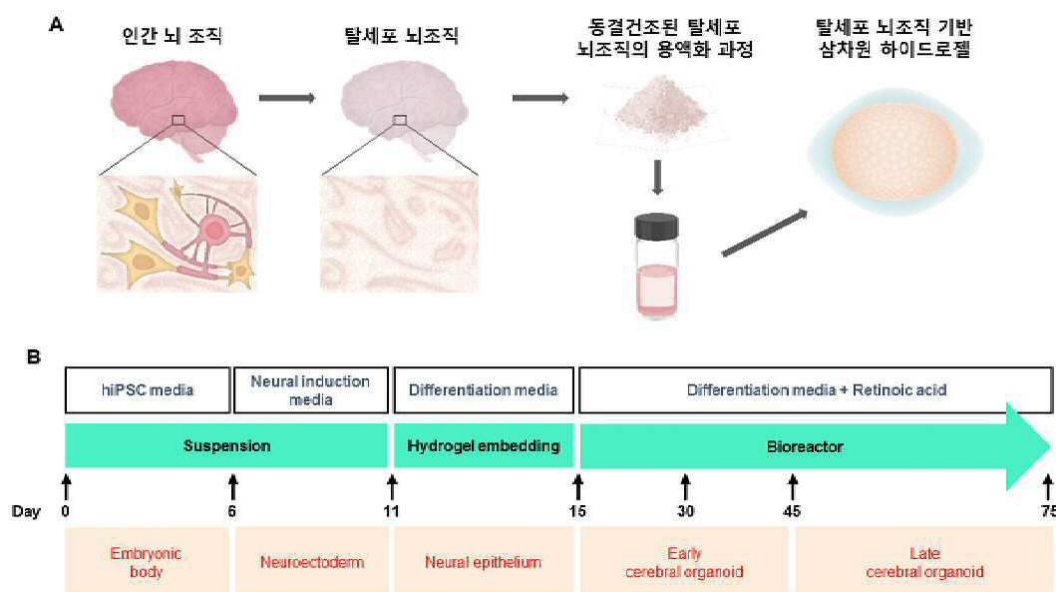 A
인간 뇌 조직
탈세포 뇌조직
동결건조된 탈세포
뇌조직의 용액화 과정
탈세포 뇌조직 기반
삼차원 하이드로젤
B
hiPSC media
Neural induction
media
Differentiation media
Differentiation media + Retinoic acid
Suspension
Hydrogel embedding
Bioreactor
Day 0 6 11 15 30 45 75
Embryonic
body
Neuroectoderm
Neural epithelium
Early
cerebral organoid
Late
cerebral organoid